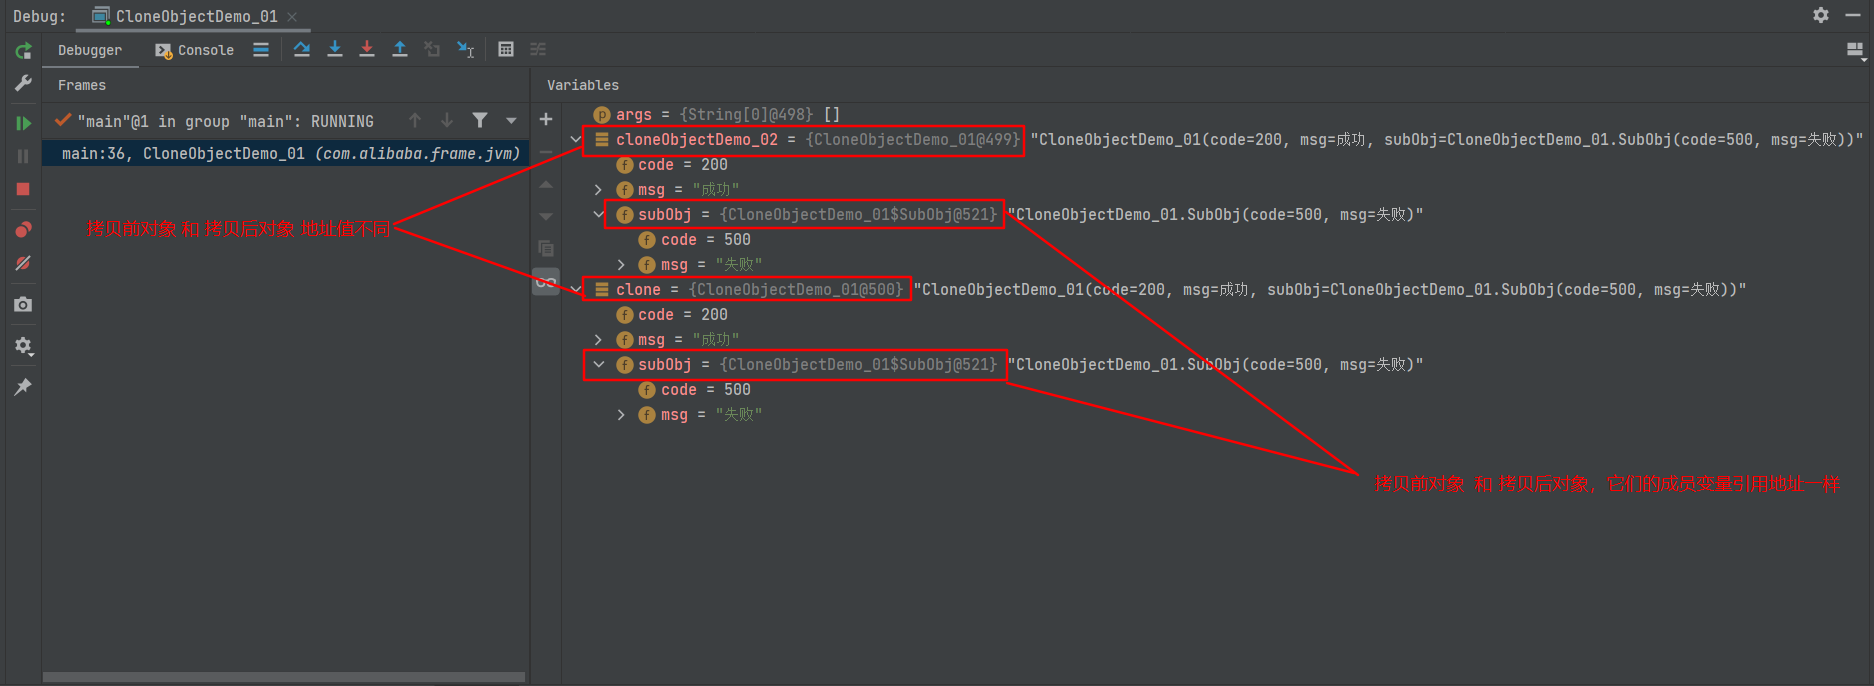 Debug: CloneObjectDemo_01
Debugger Console
Frames Variables
"main"@1 in group "main": RUNNING
main:36, CloneObjectDemo_01 (com.alibaba.frame.jvm)
args = {String[0]@498} []
cloneObjectDemo_02 = {CloneObjectDemo_01@499} "CloneObjectDemo_01(code=200, msg=成功, subObj=CloneObjectDemo_01.SubObj(code=500, msg=失败))"
code = 200
msg = "成功"
subObj = {CloneObjectDemo_01$SubObj@521} "CloneObjectDemo_01.SubObj(code=500, msg=失败)"
拷贝前对象 和 拷贝后对象 地址值不同
code = 500
msg = "失败"
clone = {CloneObjectDemo_01@500} "CloneObjectDemo_01(code=200, msg=成功, subObj=CloneObjectDemo_01.SubObj(code=500, msg=失败))"
code = 200
msg = "成功"
subObj = {CloneObjectDemo_01$SubObj@521} "CloneObjectDemo_01.SubObj(code=500, msg=失败)"
code = 500
msg = "失败"
拷贝前对象 和 拷贝后对象，它们的成员变量引用地址一样